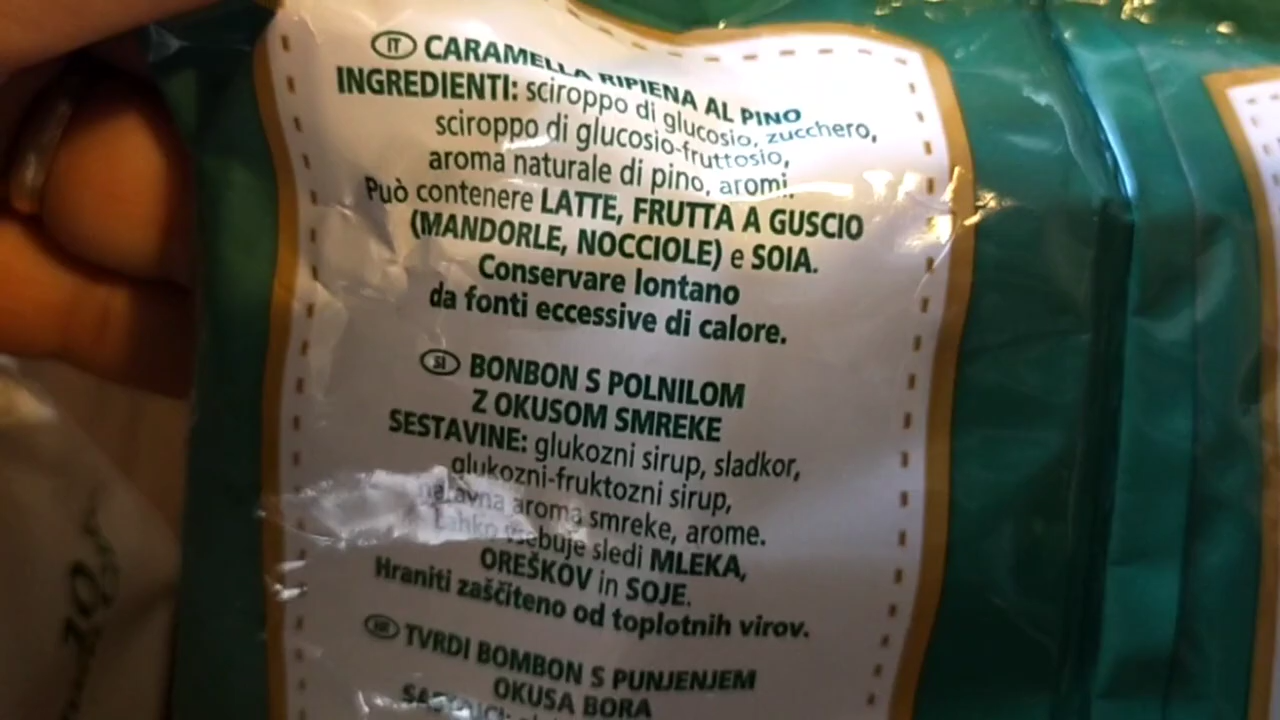 IT CARAMELLA RIPIENA AL PINO
INGREDIENTI: sciroppo di glucosio, zucchero,
sciroppo di glucosio-fruttosio,
aroma naturale di pino, aromi.
Può contenere LATTE, FRUTTA A GUSCIO
(MANDORLE, NOCCIOLE) e SOIA.
Conservare lontano
da fonti eccessive di calore.
SI BONBON S POLNILOM
Z OKUSOM SMREKE
SESTAVINE: glukozni sirup, sladkor,
glukozni-fruktozni sirup,
naravna aroma smreke, arome.
Lahko vsebuje sledi MLEKA,
OREŠKOV in SOJE.
Hraniti zaščiteno od toplotnih virov.
HR TVRDI BOMBON S PUNJENJEM
OKUSA BORA